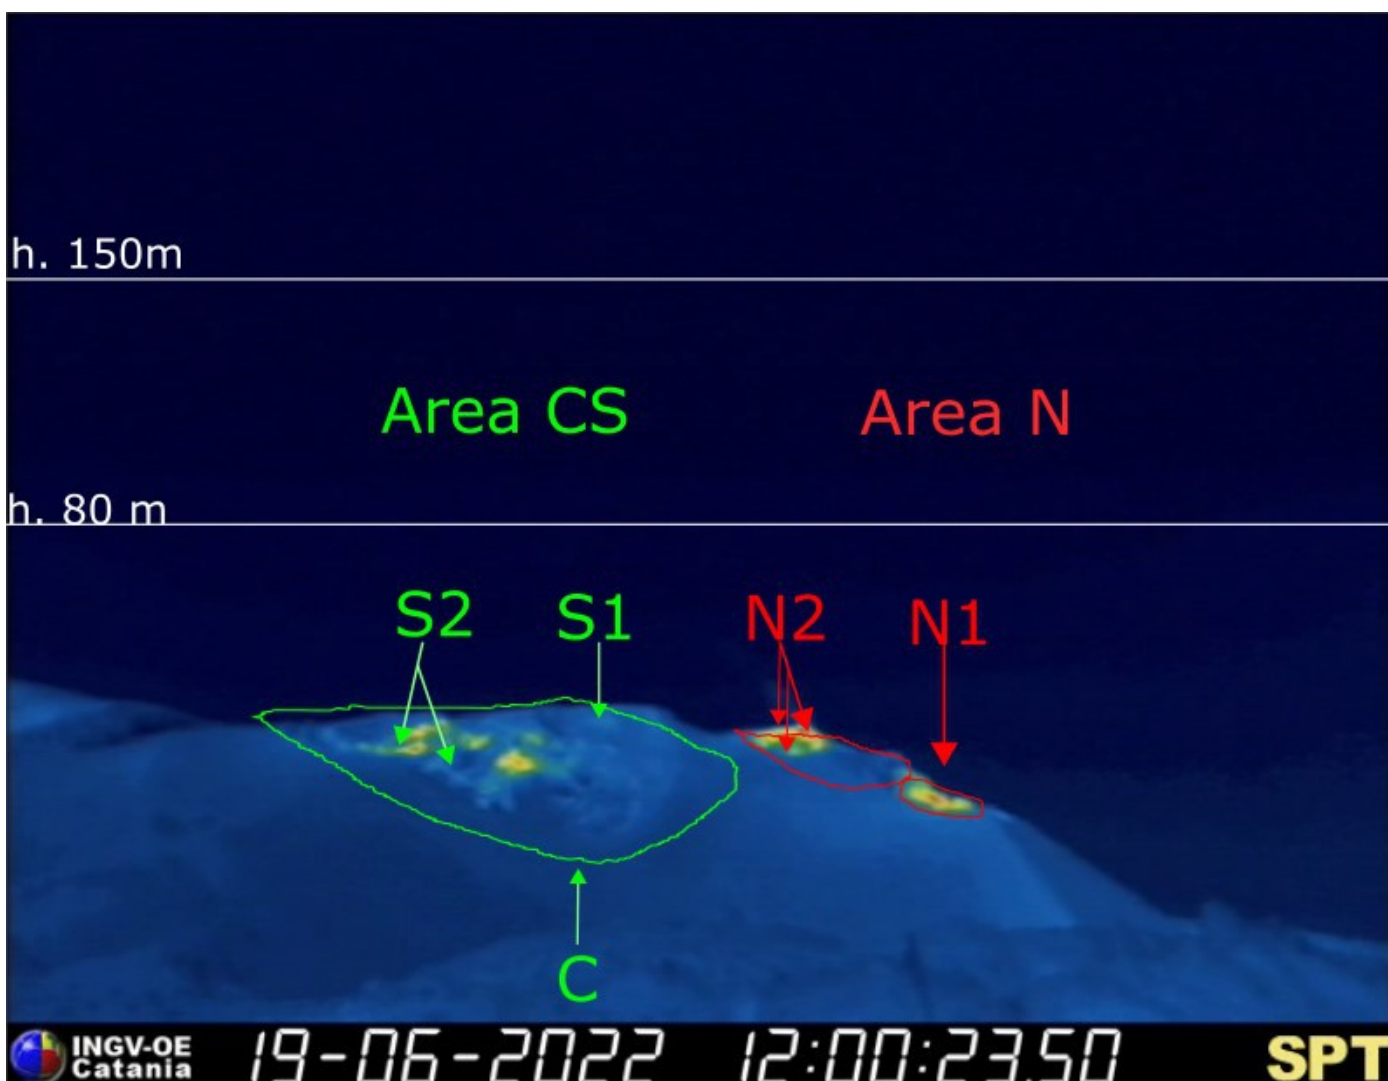 h. 150m
Area CS
Area N
h. 80 m
S2
S1
N2
N1
C
INGV-OE
Catania
19-06-2022 12:00:23.50
SPT